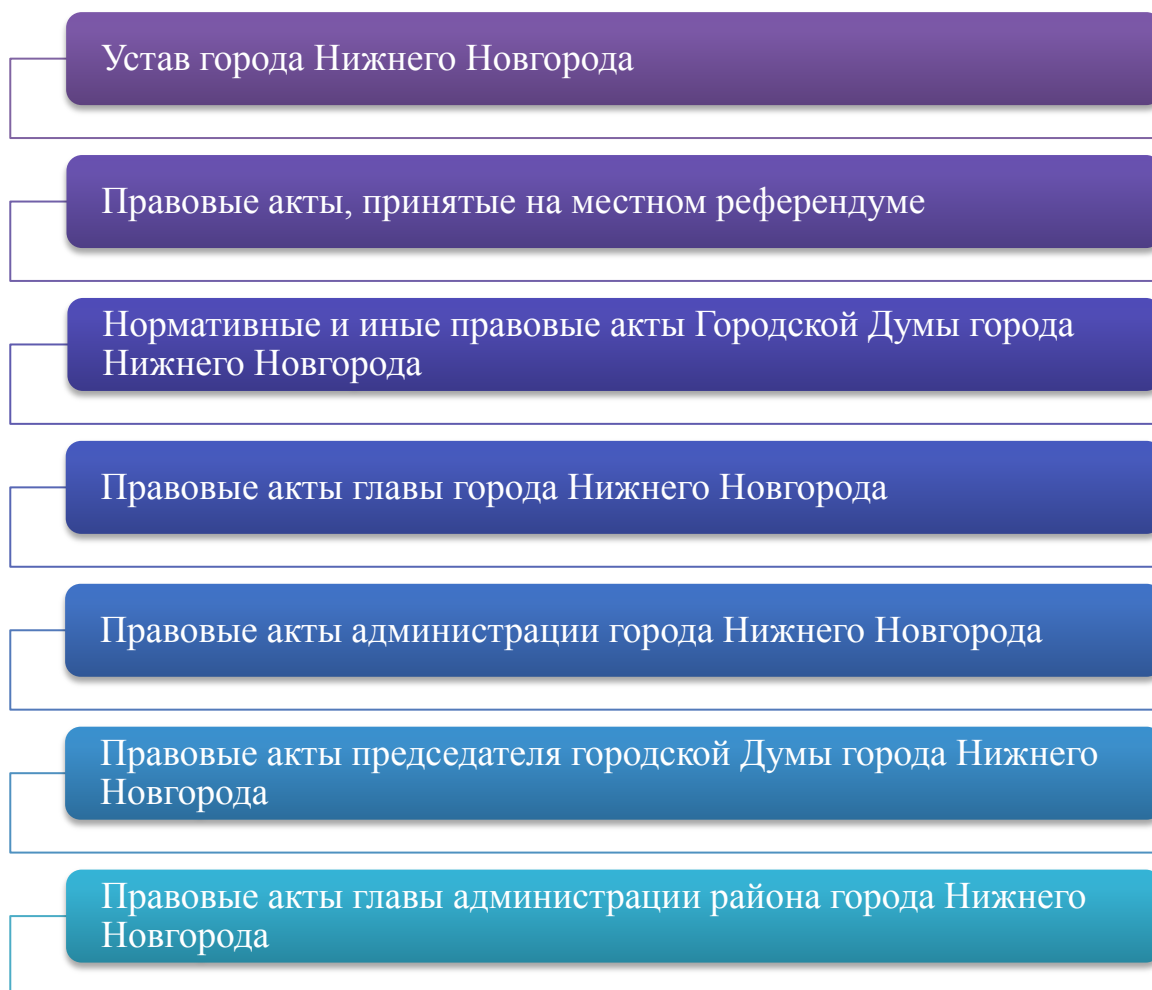 Устав города Нижнего Новгорода
Правовые акты, принятые на местном референдуме
Нормативные и иные правовые акты Городской Думы города
Нижнего Новгорода
Правовые акты главы города Нижнего Новгорода
Правовые акты администрации города Нижнего Новгорода
Правовые акты председателя городской Думы города Нижнего
Новгорода
Правовые акты главы администрации района города Нижнего
Новгорода